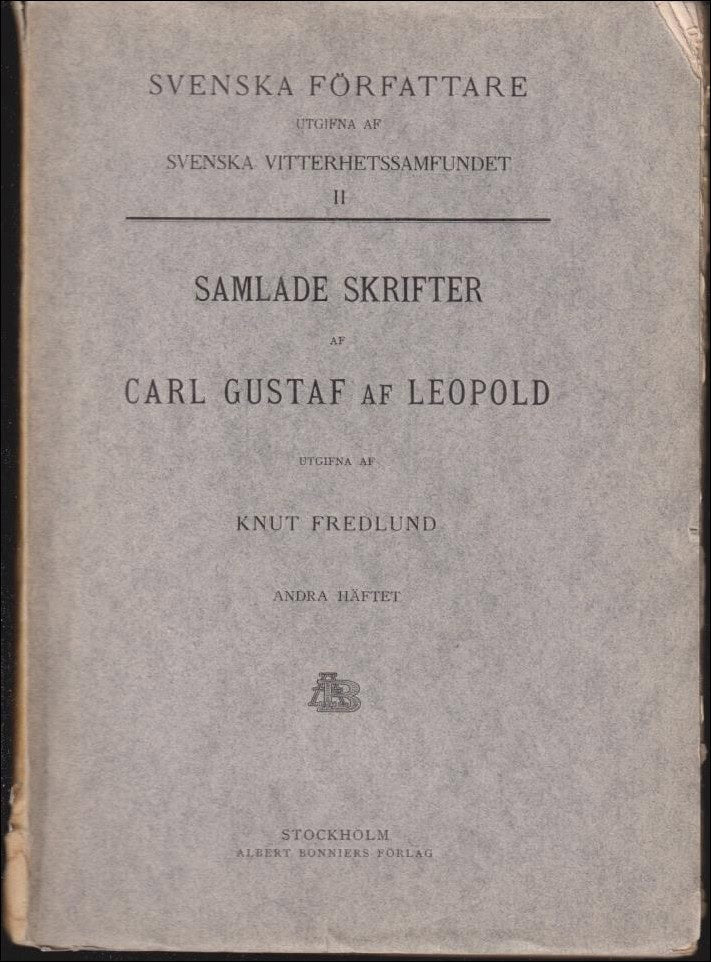 SVENSKA FÖRFATTARE
UTGIFNA AF
SVENSKA VITTERHETSSAMFUNDET
II
SAMLADE SKRIFTER
AF
CARL GUSTAF AF LEOPOLD
UTGIFNA AF
KNUT FREDLUND
ANDRA HÄFTET
AB
STOCKHOLM
ALBERT BONNIERS FÖRLAG